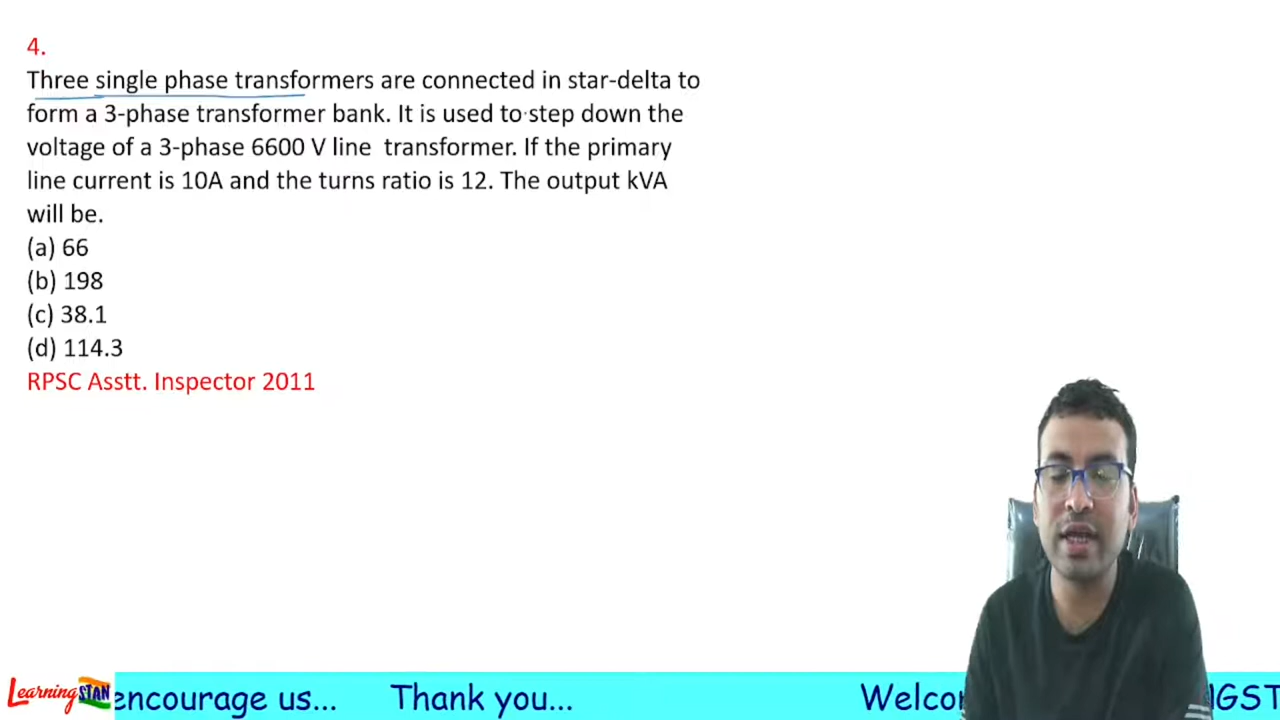 4.
Three single phase transformers are connected in star-delta to
form a 3-phase transformer bank. It is used to step down the
voltage of a 3-phase 6600 V line transformer. If the primary
line current is 10A and the turns ratio is 12. The output kVA
will be.
(a) 66
(b) 198
(c) 38.1
(d) 114.3
RPSC Asstt. Inspector 2011
Learning STAN encourage us... Thank you...